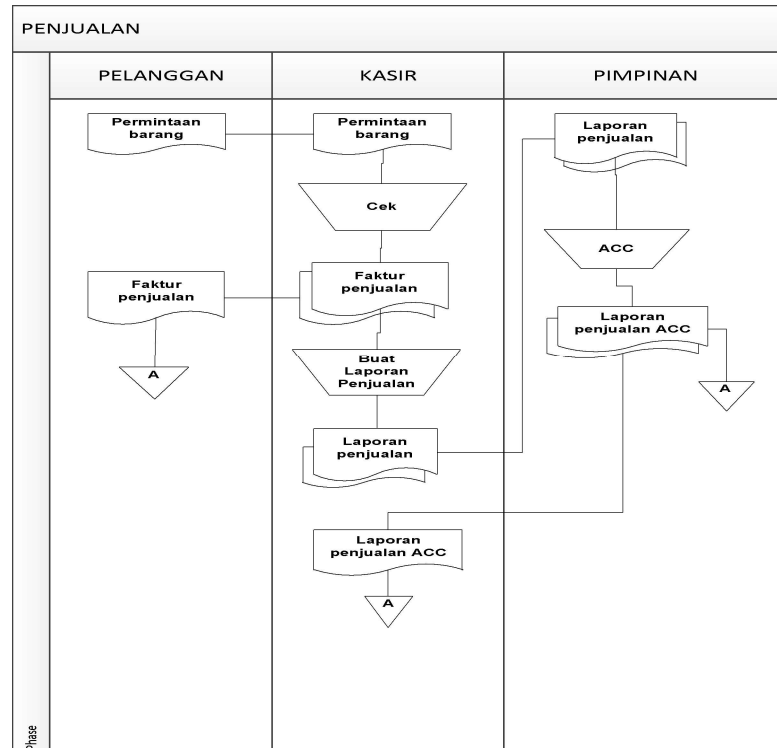 PENJUALAN
PELANGGAN
KASIR
PIMPINAN
Permintaan
barang
Permintaan
barang
Laporan
penjualan
Cek
ACC
Faktur
penjualan
Faktur
penjualan
Laporan
penjualan ACC
Buat
Laporan
Penjualan
A
A
Laporan
penjualan
Laporan
penjualan ACC
A
Phase